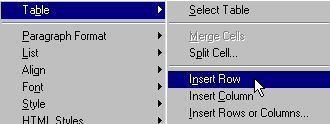 Table
Paragraph Format
List
Align
Font
Style
HTML Styles
Select Table
Merge Cells
Split Cell...
Insert Row
Insert Column
Insert Rows or Columns...